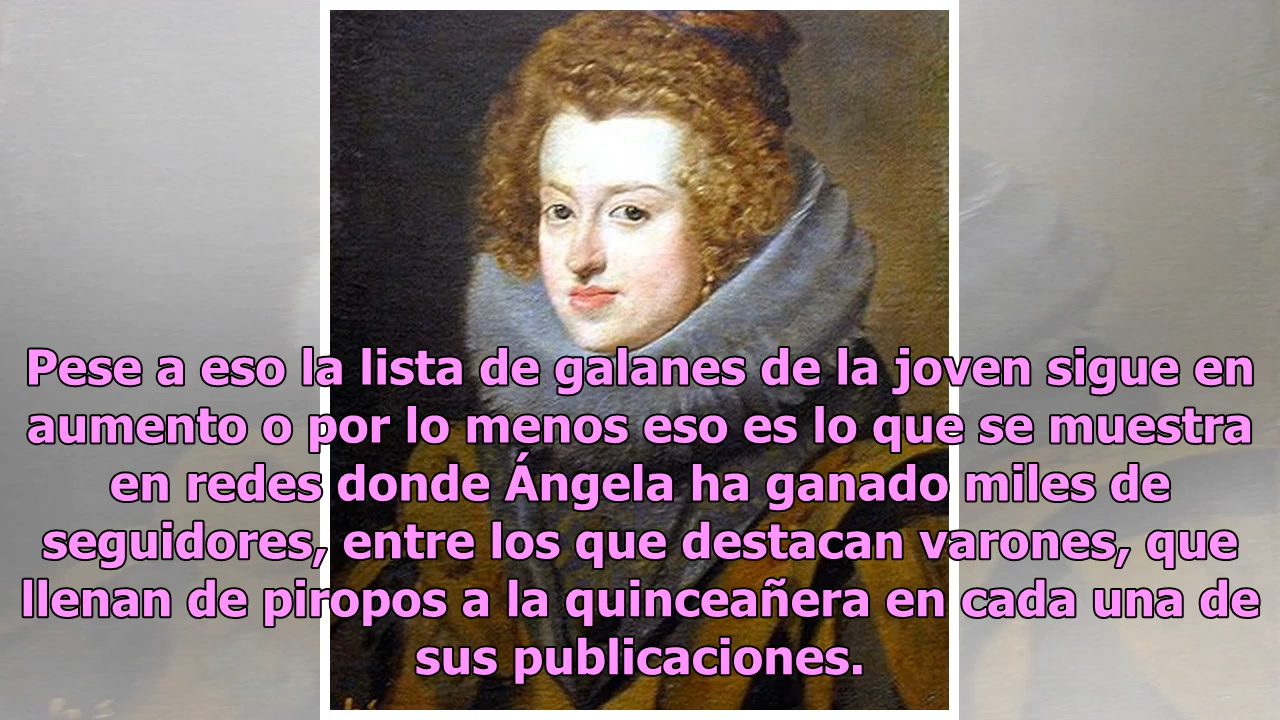 Pese a eso la lista de galanes de la joven sigue en
aumento o por lo menos eso es lo que se muestra
en redes donde Ángela ha ganado miles de
seguidores, entre los que destacan varones, que
llenan de piropos a la quinceañera en cada una de
sus publicaciones.